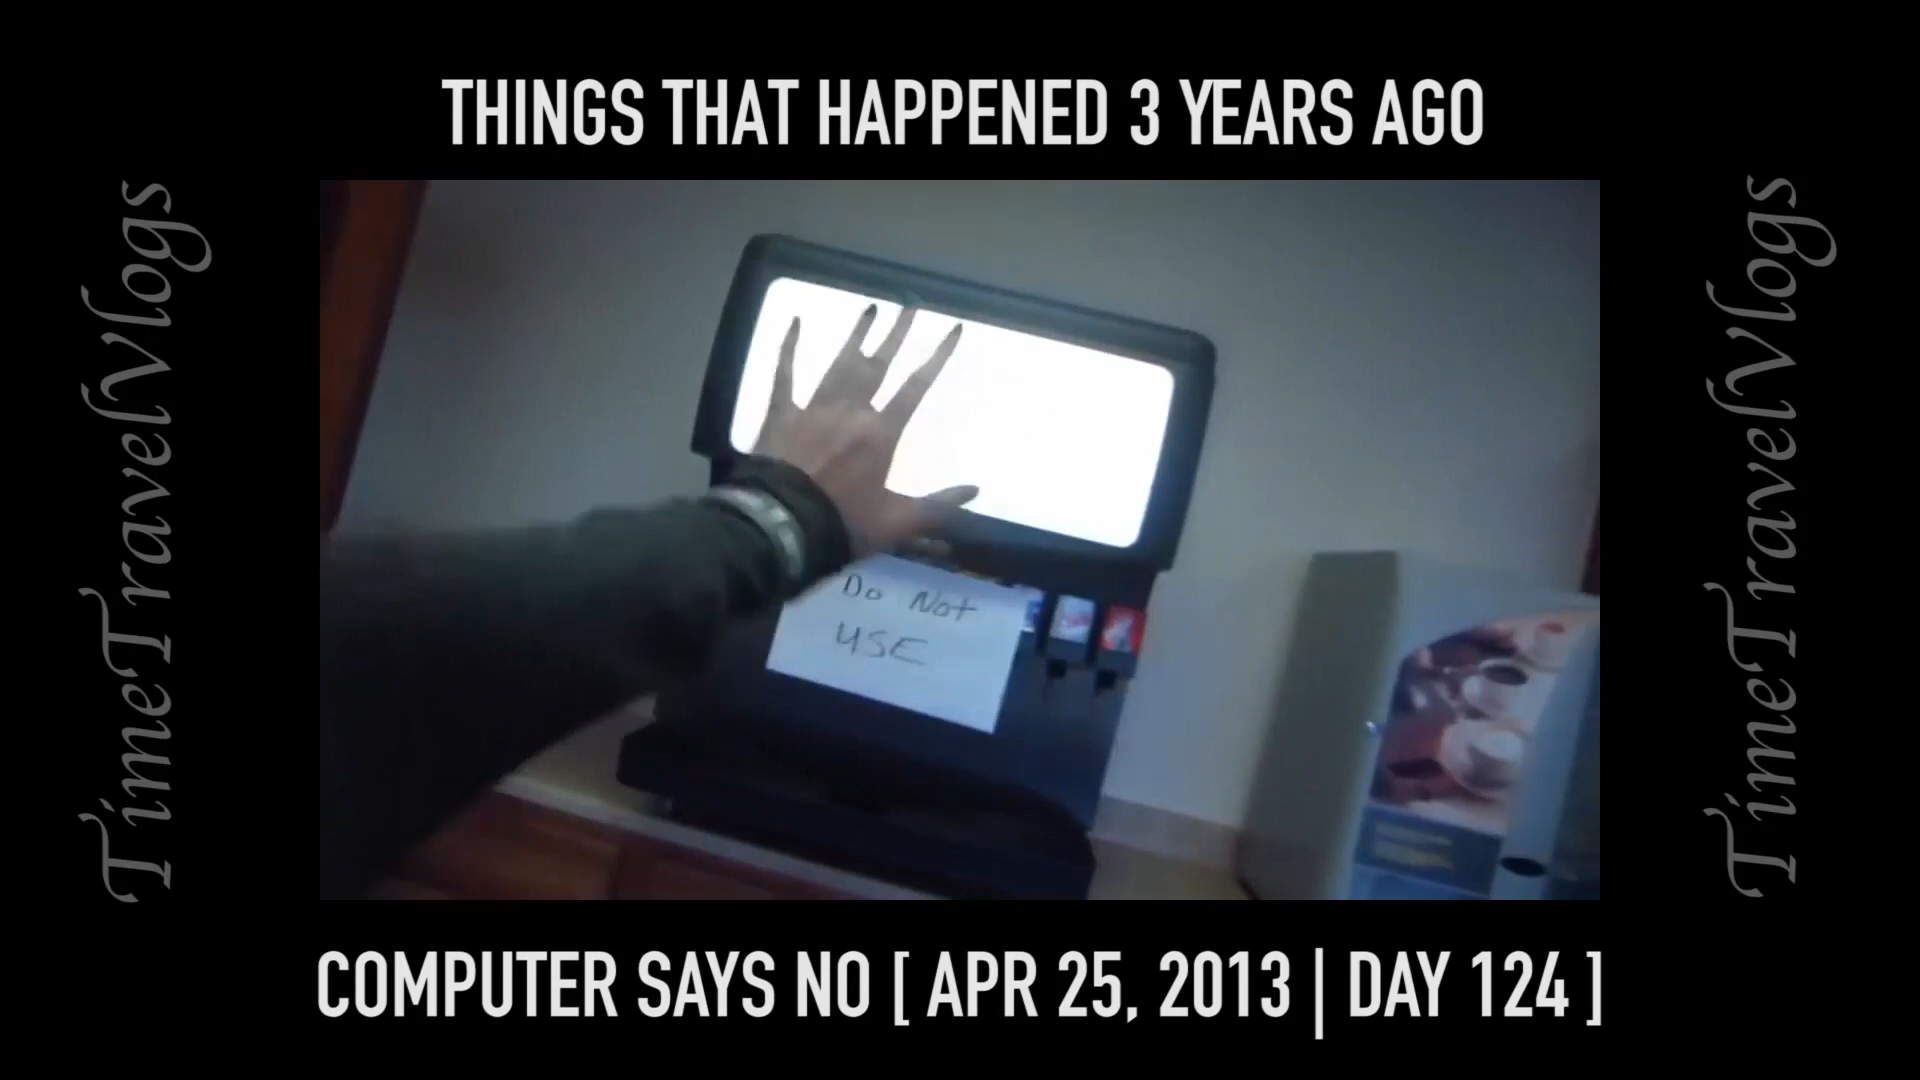 THINGS THAT HAPPENED 3 YEARS AGO
TimeTravelVlogs
TimeTravelVlogs
Do Not
USE
COMPUTER SAYS NO [ APR 25, 2013 | DAY 124 ]